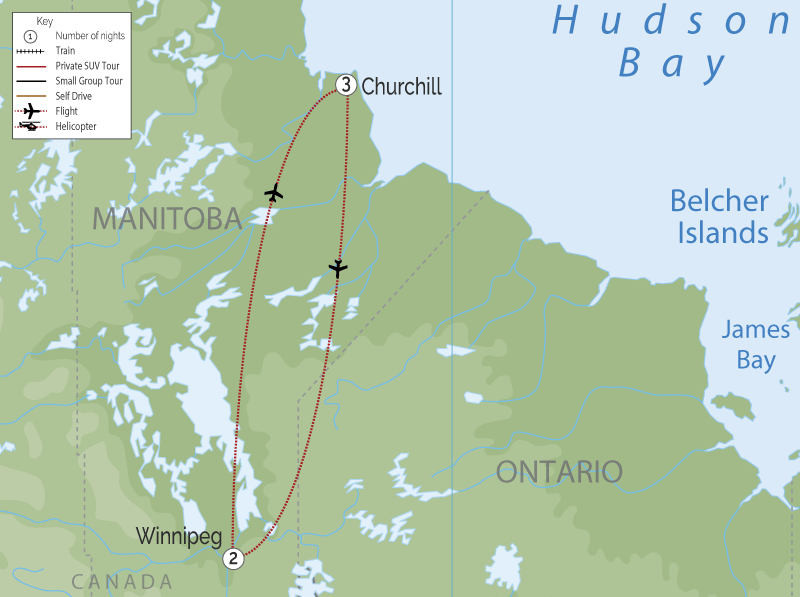 Key
1 Number of nights
Train
Private SUV Tour
Small Group Tour
Self Drive
Flight
Helicopter
Hudson
Bay
3 Churchill
MANITOBA
Belcher
Islands
James
Bay
ONTARIO
Winnipeg
2
CANADA